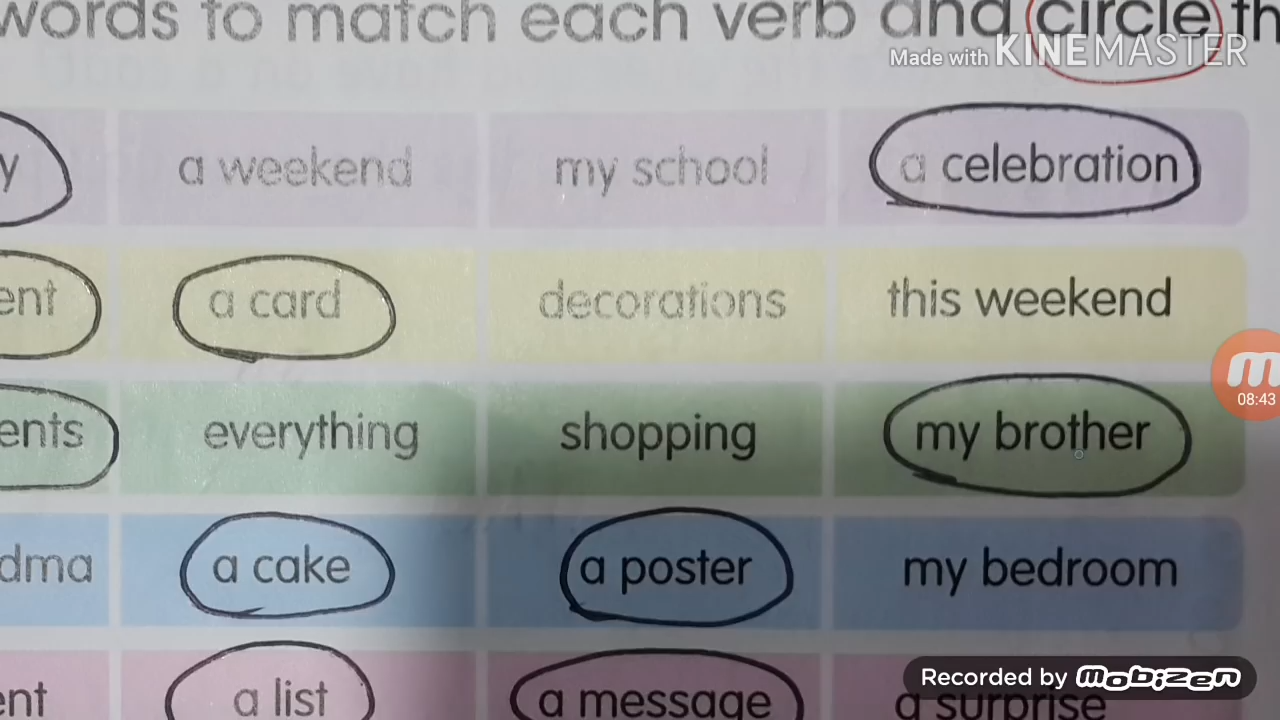 words to match each verb and circle th
Made with KINEMASTER
y a weekend my school a celebration
ent a card decorations this weekend
08:43
ents everything shopping my brother
dma a cake a poster my bedroom
Recorded by mobizen
ent a list a message a surprise